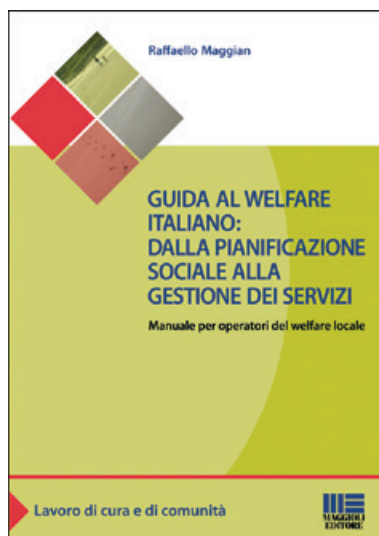 Raffaello Maggian
GUIDA AL WELFARE
ITALIANO:
DALLA PIANIFICAZIONE
SOCIALE ALLA
GESTIONE DEI SERVIZI
Manuale per operatori del welfare locale
Lavoro di cura e di comunità
MAGGIOLI
EDITORE